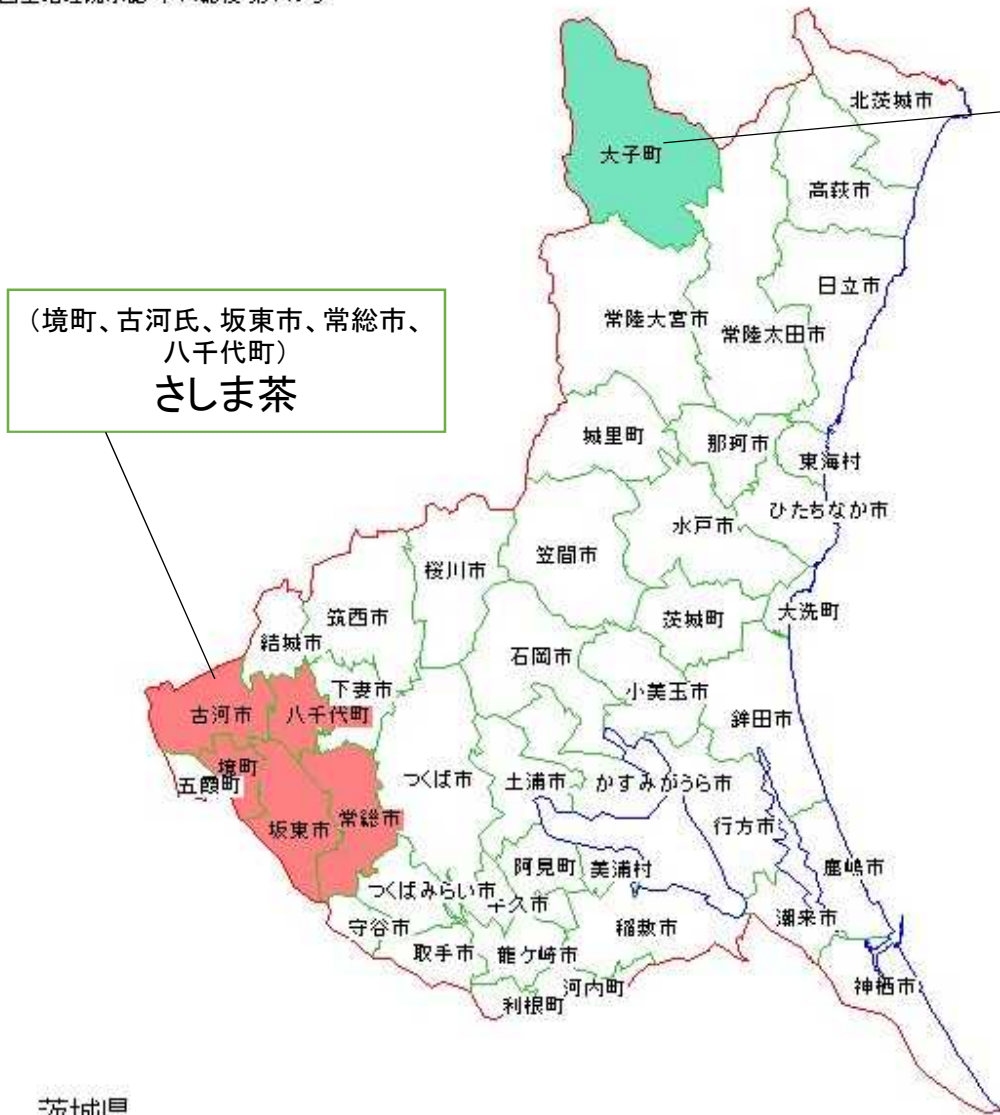 北茨城市
大子町
高萩市
日立市
(境町、古河氏、坂東市、常総市、
八千代町)
さしま茶
常陸大宮市
常陸太田市
城里町
那珂市
東海村
ひたちなか市
水戸市
笠間市
桜川市
筑西市
茨城町
大洗町
結城市
石岡市
下妻市
小美玉市
古河市
八千代町
鉾田市
境町
五霞町
つくば市
土浦市
かすみがうら市
坂東市
常総市
行方市
阿見町
美浦村
鹿嶋市
つくばみらい市
潮来市
守谷市
稲敷市
取手市
龍ケ崎市
河内町
神栖市
利根町
茨城県